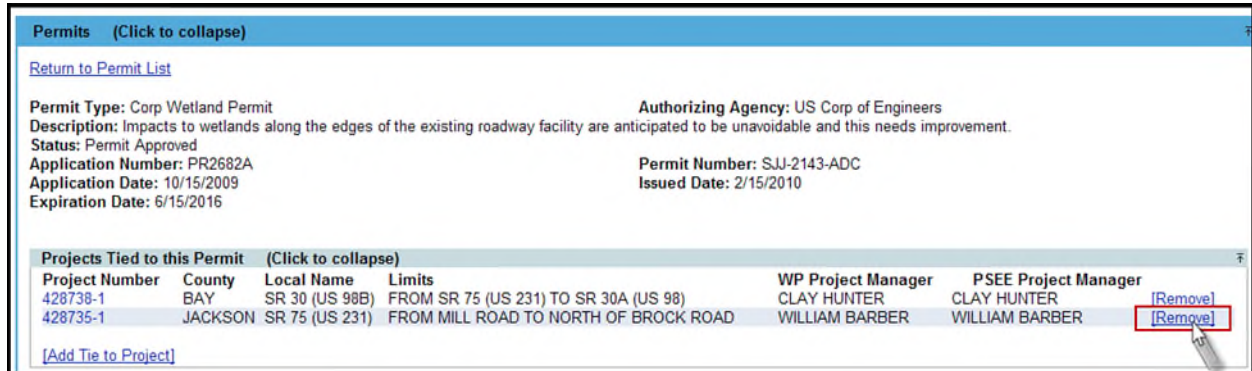 Permits (Click to collapse)
Return to Permit List
Permit Type: Corp Wetland Permit Authorizing Agency: US Corp of Engineers
Description: Impacts to wetlands along the edges of the existing roadway facility are anticipated to be unavoidable and this needs improvement.
Status: Permit Approved
Application Number: PR2682A Permit Number: SJJ-2143-ADC
Application Date: 10/15/2009 Issued Date: 2/15/2010
Expiration Date: 6/15/2016
Projects Tied to this Permit (Click to collapse)
Project Number County Local Name Limits WP Project Manager PSEE Project Manager
428738-1 BAY SR 30 (US 98B) FROM SR 75 (US 231) TO SR 30A (US 98) CLAY HUNTER CLAY HUNTER [Remove]
428735-1 JACKSON SR 75 (US 231) FROM MILL ROAD TO NORTH OF BROCK ROAD WILLIAM BARBER WILLIAM BARBER [Remove]
[Add Tie to Project]